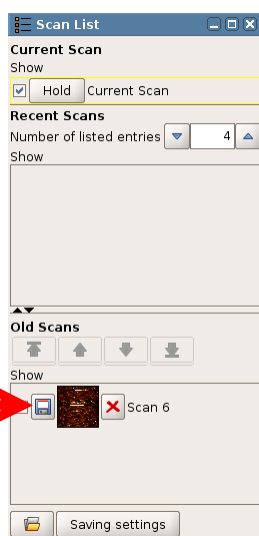 Scan List
Current Scan
Show
Hold Current Scan
Recent Scans
Number of listed entries 4
Show
Old Scans
Show
Scan 6
Saving settings